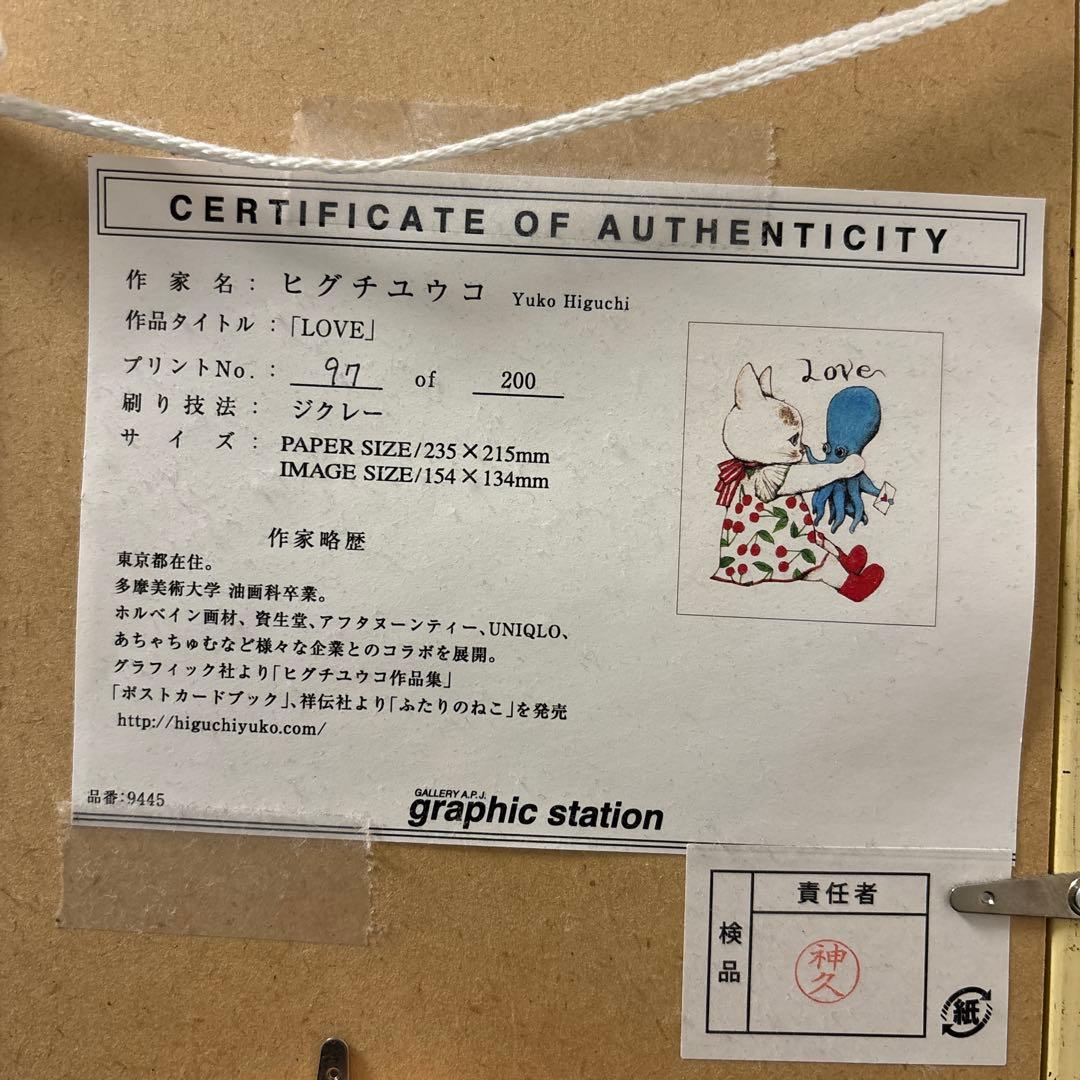 CERTIFICATE OF AUTHENTICITY
作家名：ヒグチユウコ Yuko Higuchi
作品タイトル：「LOVE」
プリントNo.：97 of 200
刷り技法：ジクレー
サイズ：PAPER SIZE/235×215mm
IMAGE SIZE/154×134mm
Love
作家略歴
東京都在住。
多摩美術大学 油画科卒業。
ホルベイン画材、資生堂、アフタヌーンティー、UNIQLO、
あちゃちゅむなど様々な企業とのコラボを展開。
グラフィック社より「ヒグチユウコ作品集」
「ポストカードブック」、祥伝社より「ふたりのねこ」を発売
http://higuchiyuko.com/
品番：9445
GALLERY A.P.J.
graphic station
責任者
検品
神久
紙